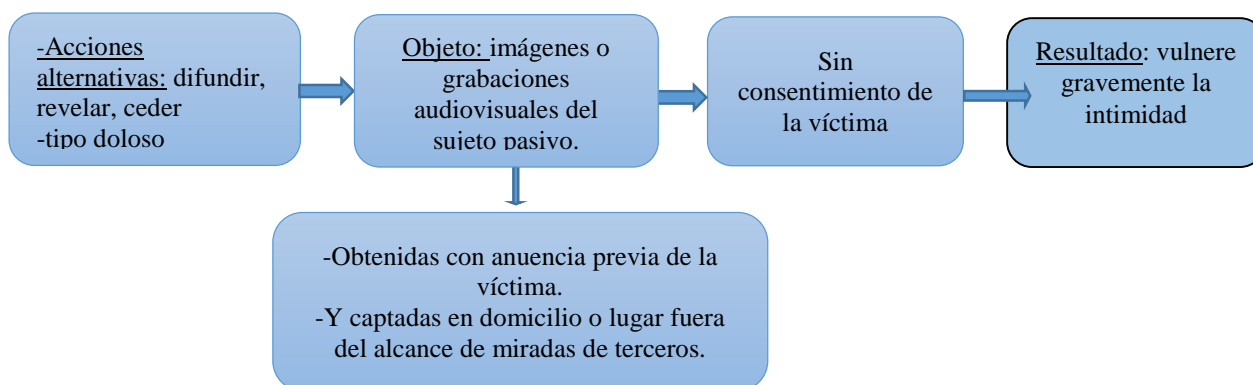 -Acciones
alternativas: difundir,
revelar, ceder
-tipo doloso
Objeto: imágenes o
grabaciones
audiovisuales del
sujeto pasivo.
Sin
consentimiento de
la víctima
Resultado: vulnere
gravemente la
intimidad
-Obtenidas con anuencia previa de la
víctima.
-Y captadas en domicilio o lugar fuera
del alcance de miradas de terceros.